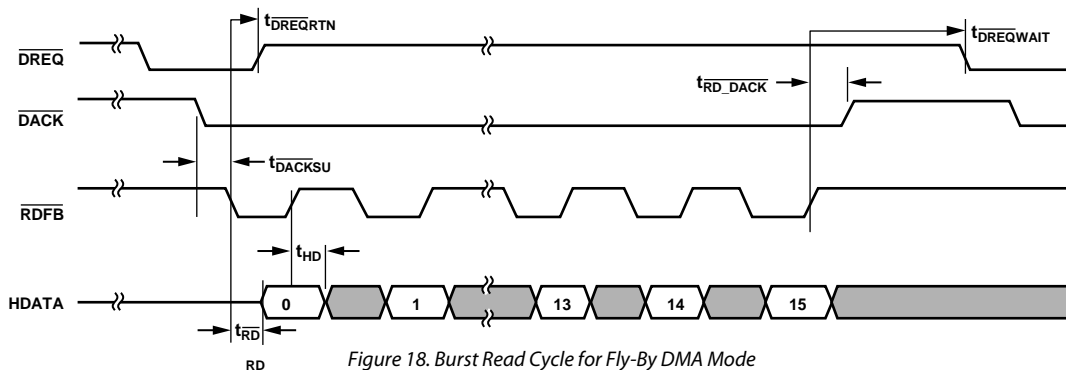 tDREQRTN
DREQ
tDREQWAIT
tRD_DACK
DACK
tDACKSU
RDFB
tHD
HDATA
0 1 13 14 15
tRD
RD
Figure 18. Burst Read Cycle for Fly-By DMA Mode